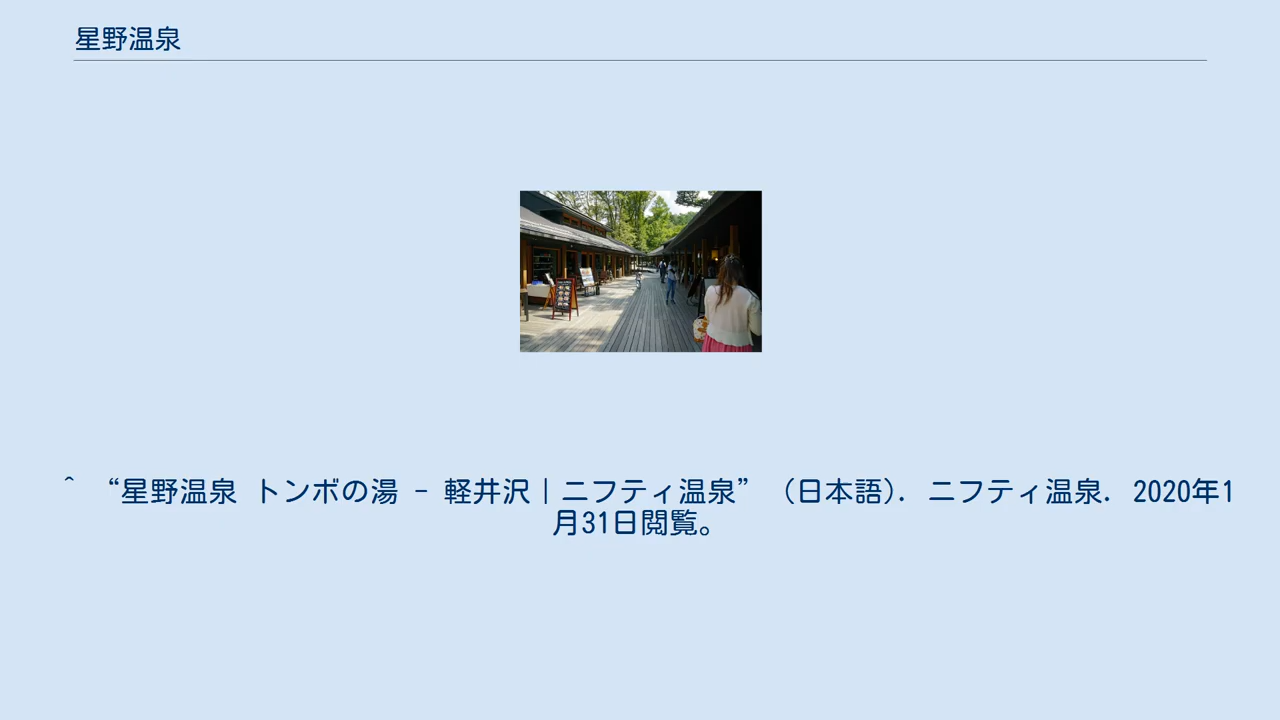 星野温泉
^ “星野温泉 トンボの湯 - 軽井沢｜ニフティ温泉” (日本語). ニフティ温泉. 2020年1
月31日閲覧。